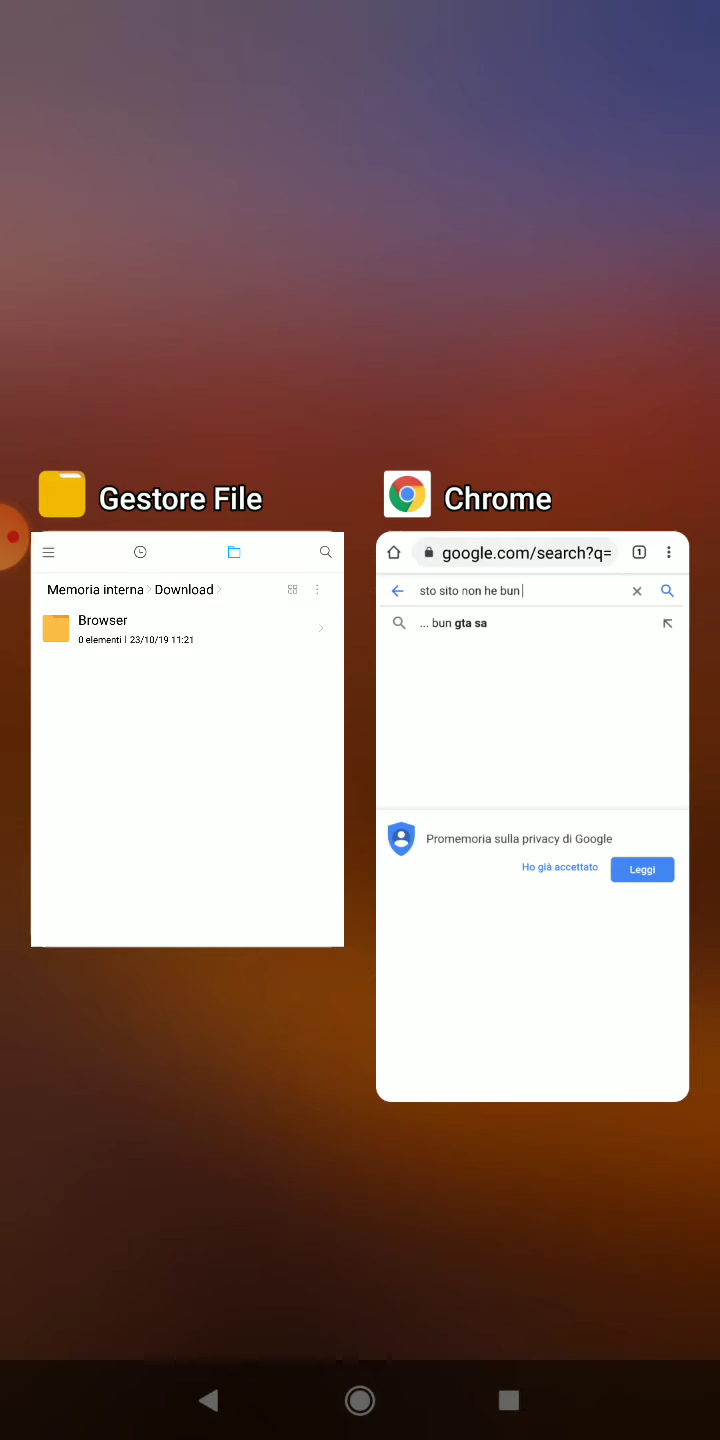 Gestore File
Memoria interna > Download >
Browser
0 elementi | 23/10/19 11:21
Chrome
google.com/search?q=
1
sto sito non he bun
... bun gta sa
Promemoria sulla privacy di Google
Ho già accettato
Leggi